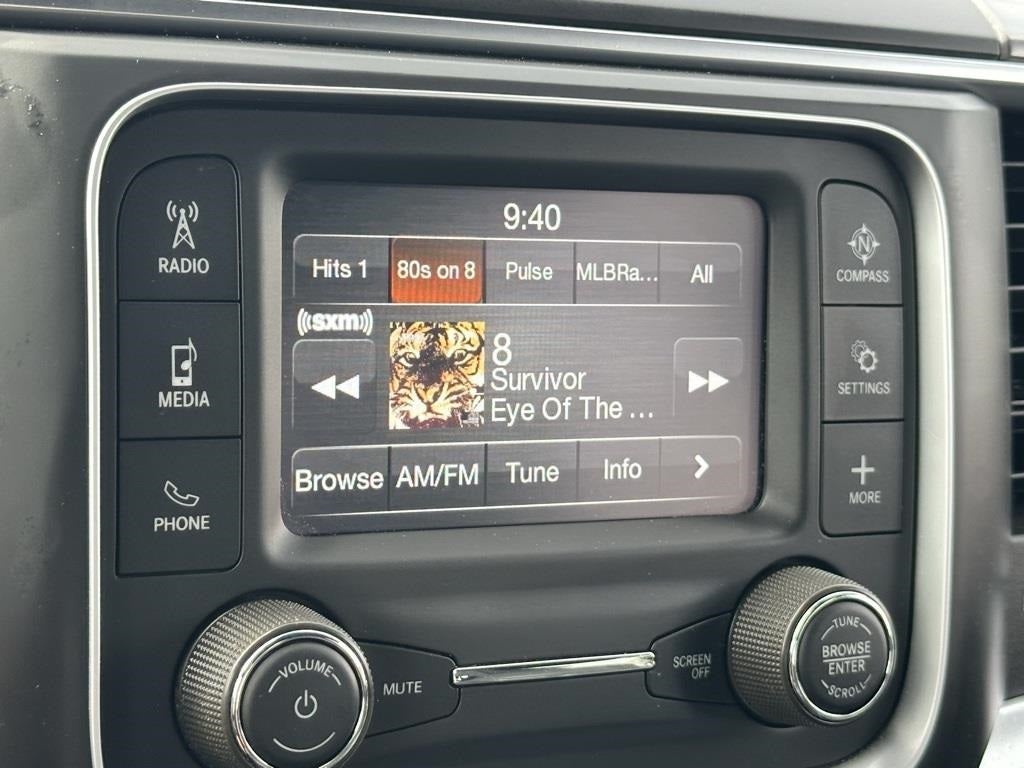 9:40
Hits 1
80s on 8
Pulse
MLBRa...
All
((sxm))
8
Survivor
Eye Of The ...
Browse
AM/FM
Tune
Info
>
RADIO
MEDIA
PHONE
N
COMPASS
SETTINGS
+
MORE
VOLUME
MUTE
SCREEN
OFF
TUNE
BROWSE
ENTER
SCROLL